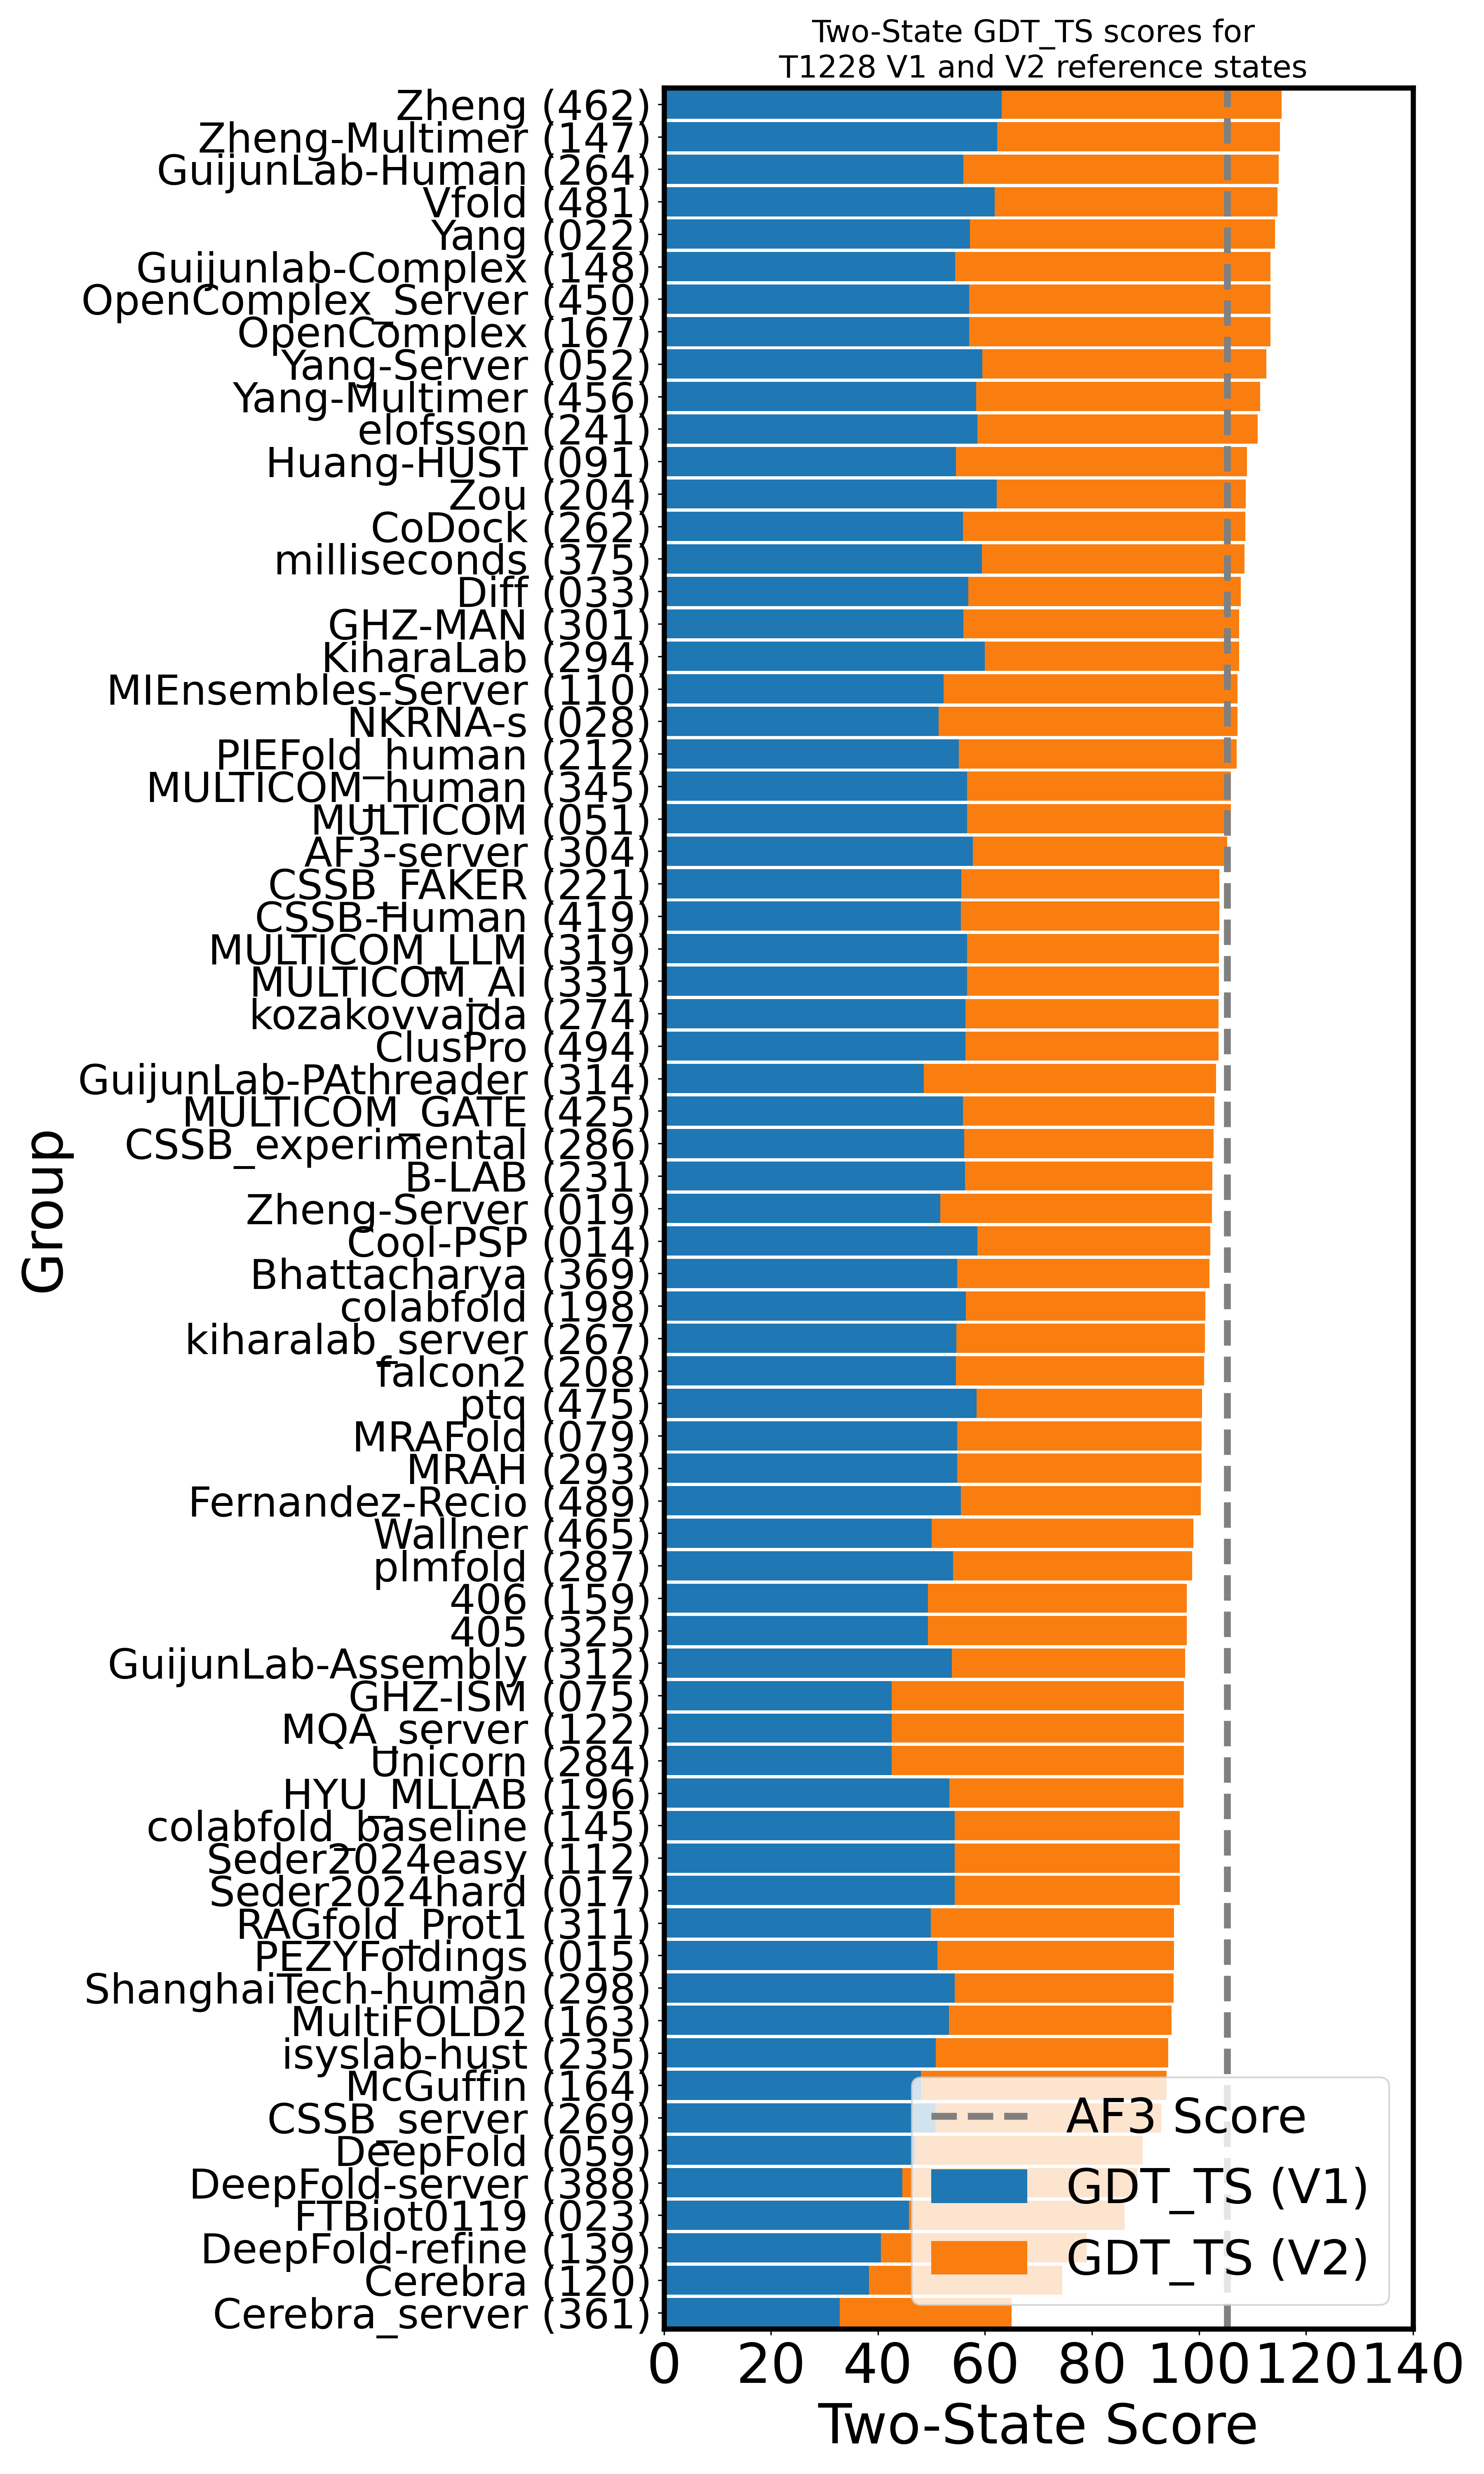 Two-State GDT_TS scores for
T1228 V1 and V2 reference states
Zheng (462)
Zheng-Multimer (147)
GuijunLab-Human (264)
Vfold (481)
Yang (022)
Guijunlab-Complex (148)
OpenComplex_Server (450)
OpenComplex (167)
Yang-Server (052)
Yang-Multimer (456)
elofsson (241)
Huang-HUST (091)
Zou (204)
CoDock (262)
milliseconds (375)
Diff (033)
GHZ-MAN (301)
KiharaLab (294)
MIEnsembles-Server (110)
NKRNA-s (028)
PIEFold_human (212)
MULTICOM_human (345)
MULTICOM (051)
AF3-server (304)
CSSB_FAKER (221)
CSSB-Human (419)
MULTICOM_LLM (319)
MULTICOM_AI (331)
kozakovvajda (274)
ClusPro (494)
GuijunLab-PAthreader (314)
MULTICOM_GATE (425)
CSSB_experimental (286)
B-LAB (231)
Zheng-Server (019)
Cool-PSP (014)
Bhattacharya (369)
colabfold (198)
kiharalab_server (267)
falcon2 (208)
ptq (475)
MRAFold (079)
MRAH (293)
Fernandez-Recio (489)
Wallner (465)
plmfold (287)
406 (159)
405 (325)
GuijunLab-Assembly (312)
GHZ-ISM (075)
MQA_server (122)
Unicorn (284)
HYU_MLLAB (196)
colabfold_baseline (145)
Seder2024easy (112)
Seder2024hard (017)
RAGfold_Prot1 (311)
PEZYFoldings (015)
ShanghaiTech-human (298)
MultiFOLD2 (163)
isyslab-hust (235)
McGuffin (164)
CSSB_server (269)
DeepFold (059)
DeepFold-server (388)
FTBiot0119 (023)
DeepFold-refine (139)
Cerebra (120)
Cerebra_server (361)
Group
AF3 Score
GDT_TS (V1)
GDT_TS (V2)
0 20 40 60 80 100 120 140
Two-State Score